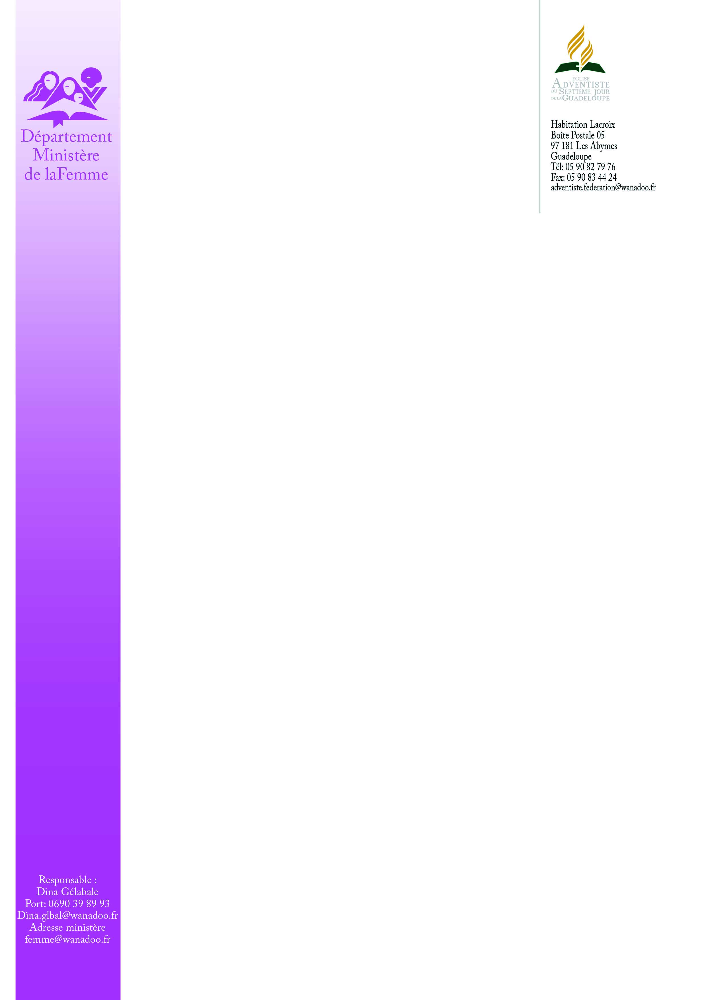 Département
Ministère
de laFemme
EGLISE
ADVENTISTE
DU SEPTIEME JOUR
DE LA GUADELOUPE
Habitation Lacroix
Boîte Postale 05
97 181 Les Abymes
Guadeloupe
Tél: 05 90 82 79 76
Fax: 05 90 83 44 24
adventiste.federation@wanadoo.fr
Responsable :
Dina Gélabale
Port: 0690 39 89 93
Dina.glbal@wanadoo.fr
Adresse ministère
femme@wanadoo.fr